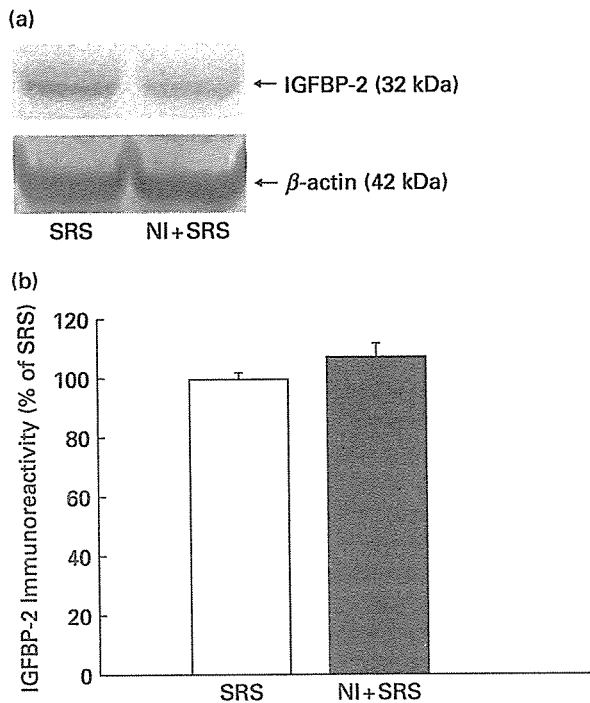 (a)
← IGFBP-2 (32 kDa)
← β-actin (42 kDa)
SRS NI+SRS
(b)
IGFBP-2 Immunoreactivity (% of SRS)
120
100
80
60
40
20
0
SRS NI+SRS